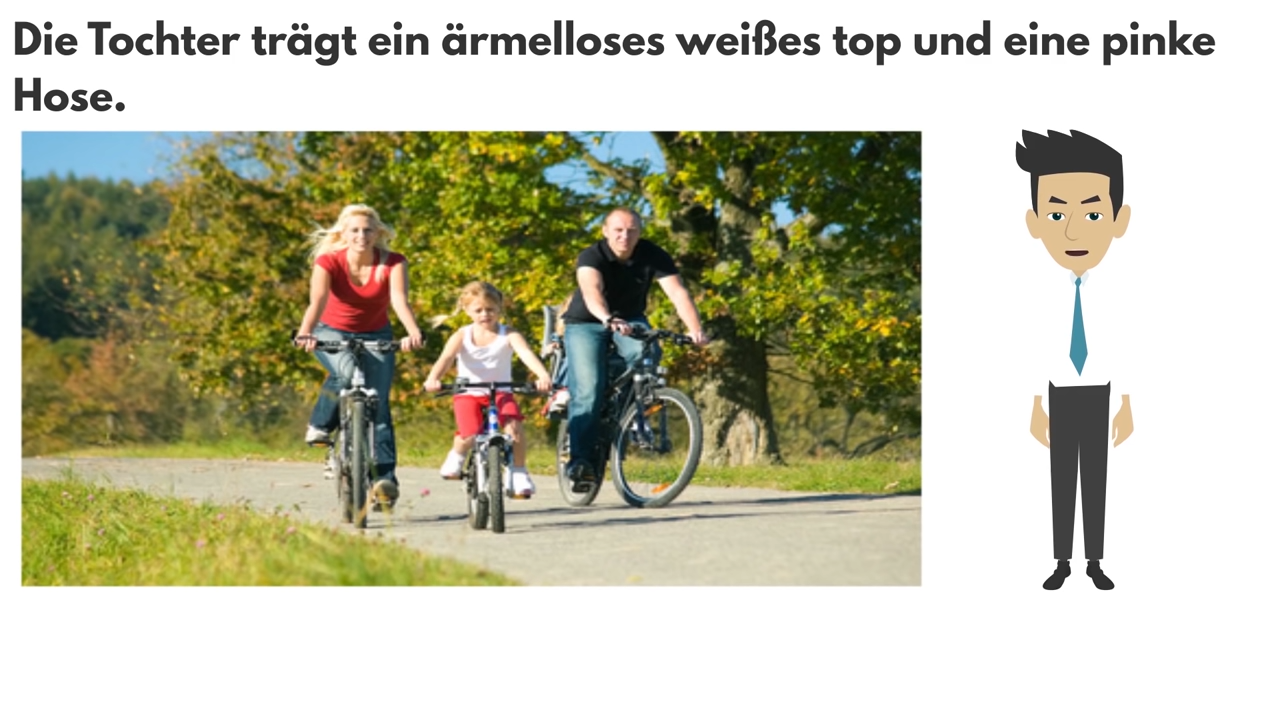 Die Tochter trägt ein ärmelloses weißes top und eine pinke
Hose.